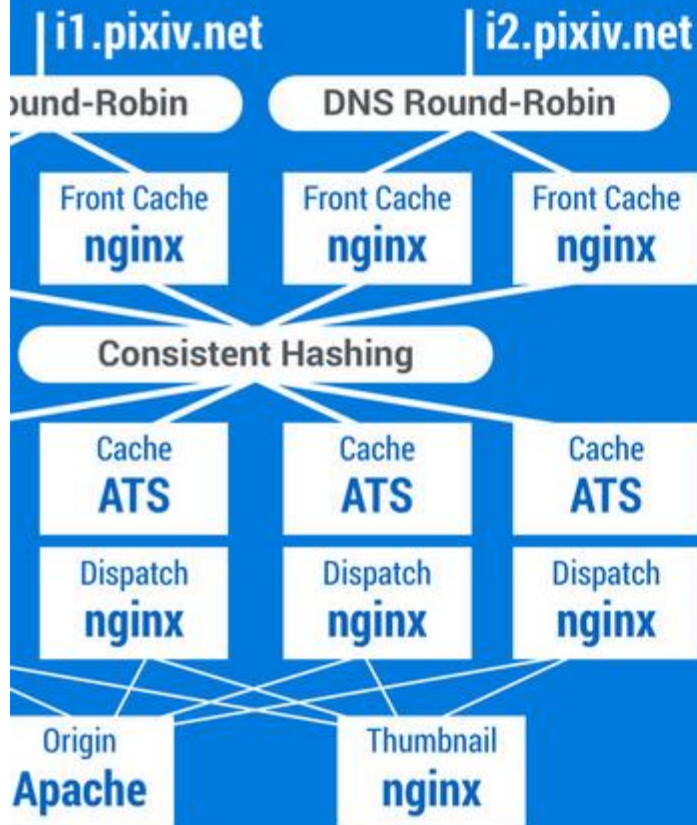 i1.pixiv.net
i2.pixiv.net
ound-Robin
DNS Round-Robin
Front Cache
nginx
Front Cache
nginx
Front Cache
nginx
Consistent Hashing
Cache
ATS
Cache
ATS
Cache
ATS
Dispatch
nginx
Dispatch
nginx
Dispatch
nginx
Origin
Apache
Thumbnail
nginx